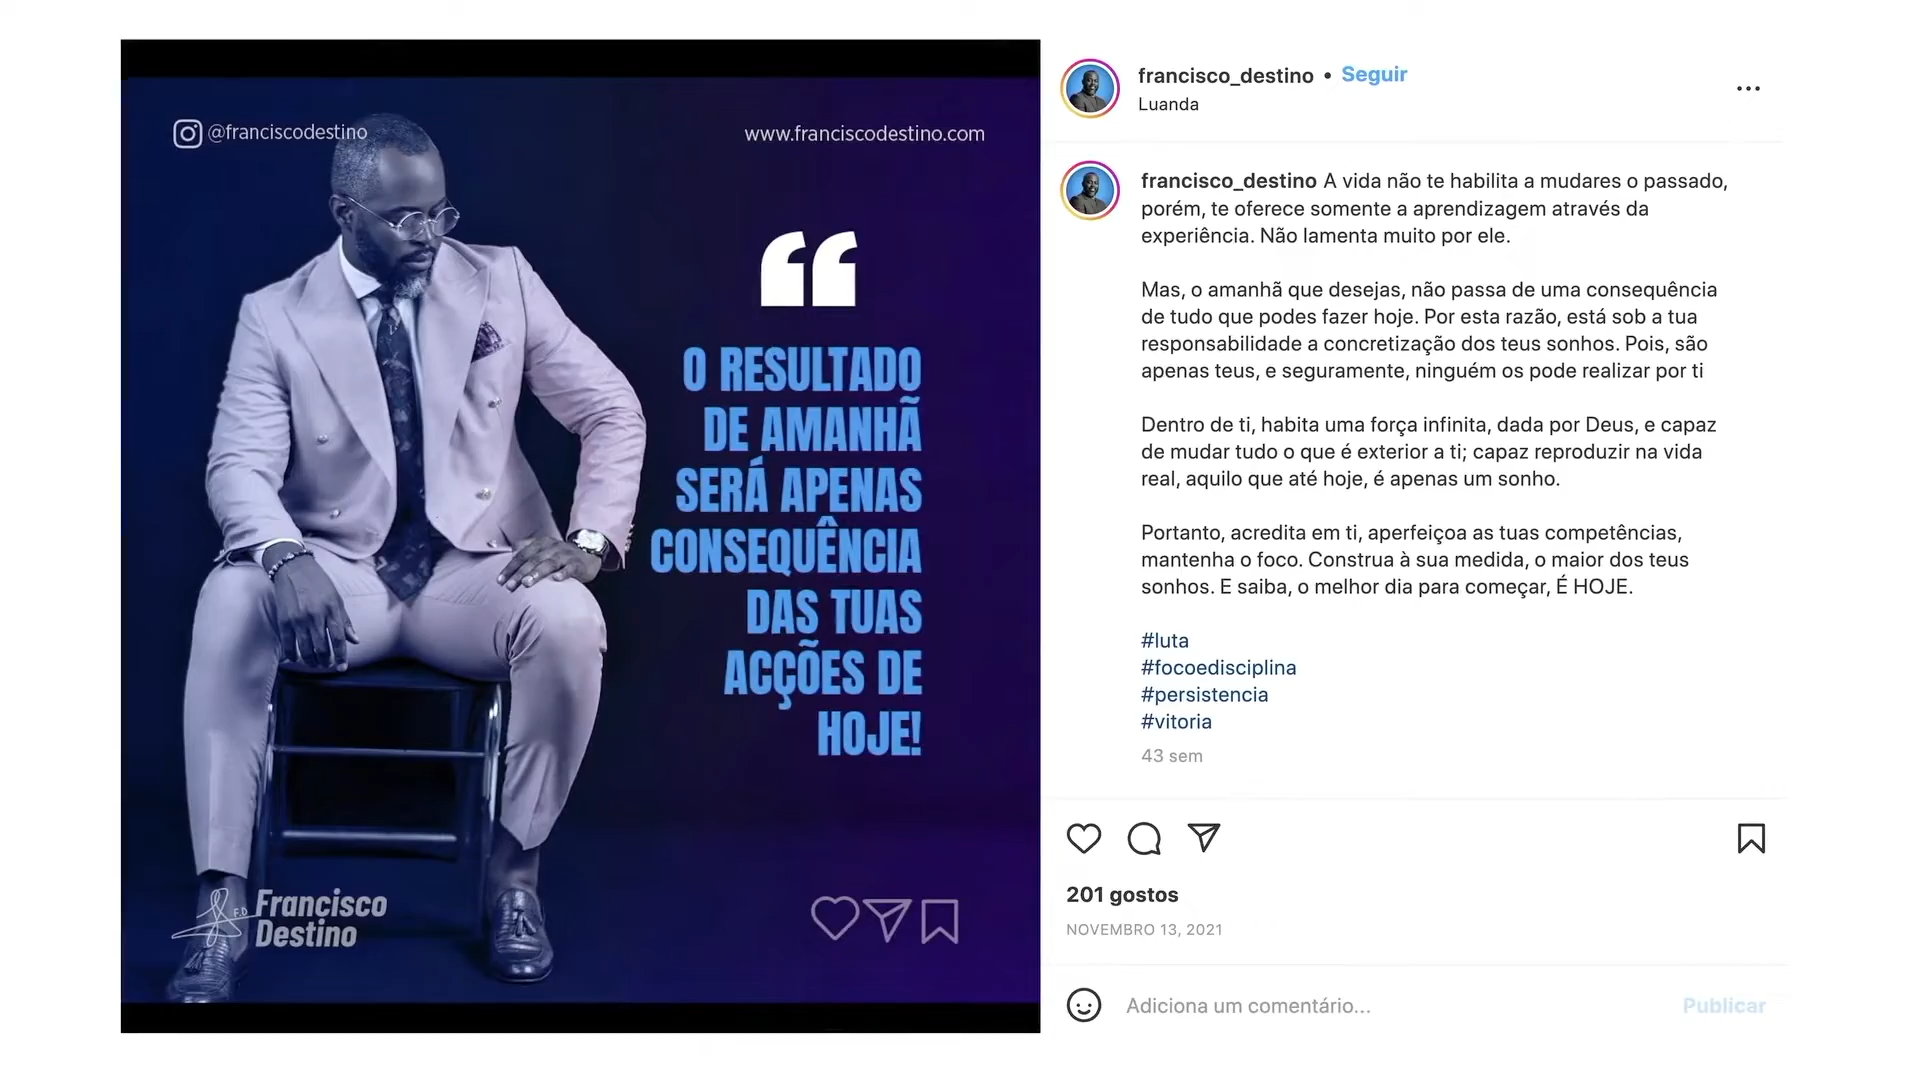 @franciscodestino
www.franciscodestino.com
“
O RESULTADO
DE AMANHÃ
SERÁ APENAS
CONSEQUÊNCIA
DAS TUAS
ACÇÕES DE
HOJE!
F.D
Francisco
Destino
francisco_destino • Seguir
Luanda
francisco_destino A vida não te habilita a mudares o passado,
porém, te oferece somente a aprendizagem através da
experiência. Não lamenta muito por ele.
Mas, o amanhã que desejas, não passa de uma consequência
de tudo que podes fazer hoje. Por esta razão, está sob a tua
responsabilidade a concretização dos teus sonhos. Pois, são
apenas teus, e seguramente, ninguém os pode realizar por ti
Dentro de ti, habita uma força infinita, dada por Deus, e capaz
de mudar tudo o que é exterior a ti; capaz reproduzir na vida
real, aquilo que até hoje, é apenas um sonho.
Portanto, acredita em ti, aperfeiçoa as tuas competências,
mantenha o foco. Construa à sua medida, o maior dos teus
sonhos. E saiba, o melhor dia para começar, É HOJE.
#luta
#focoedisciplina
#persistencia
#vitoria
43 sem
201 gostos
NOVEMBRO 13, 2021
Adiciona um comentário...
Publicar